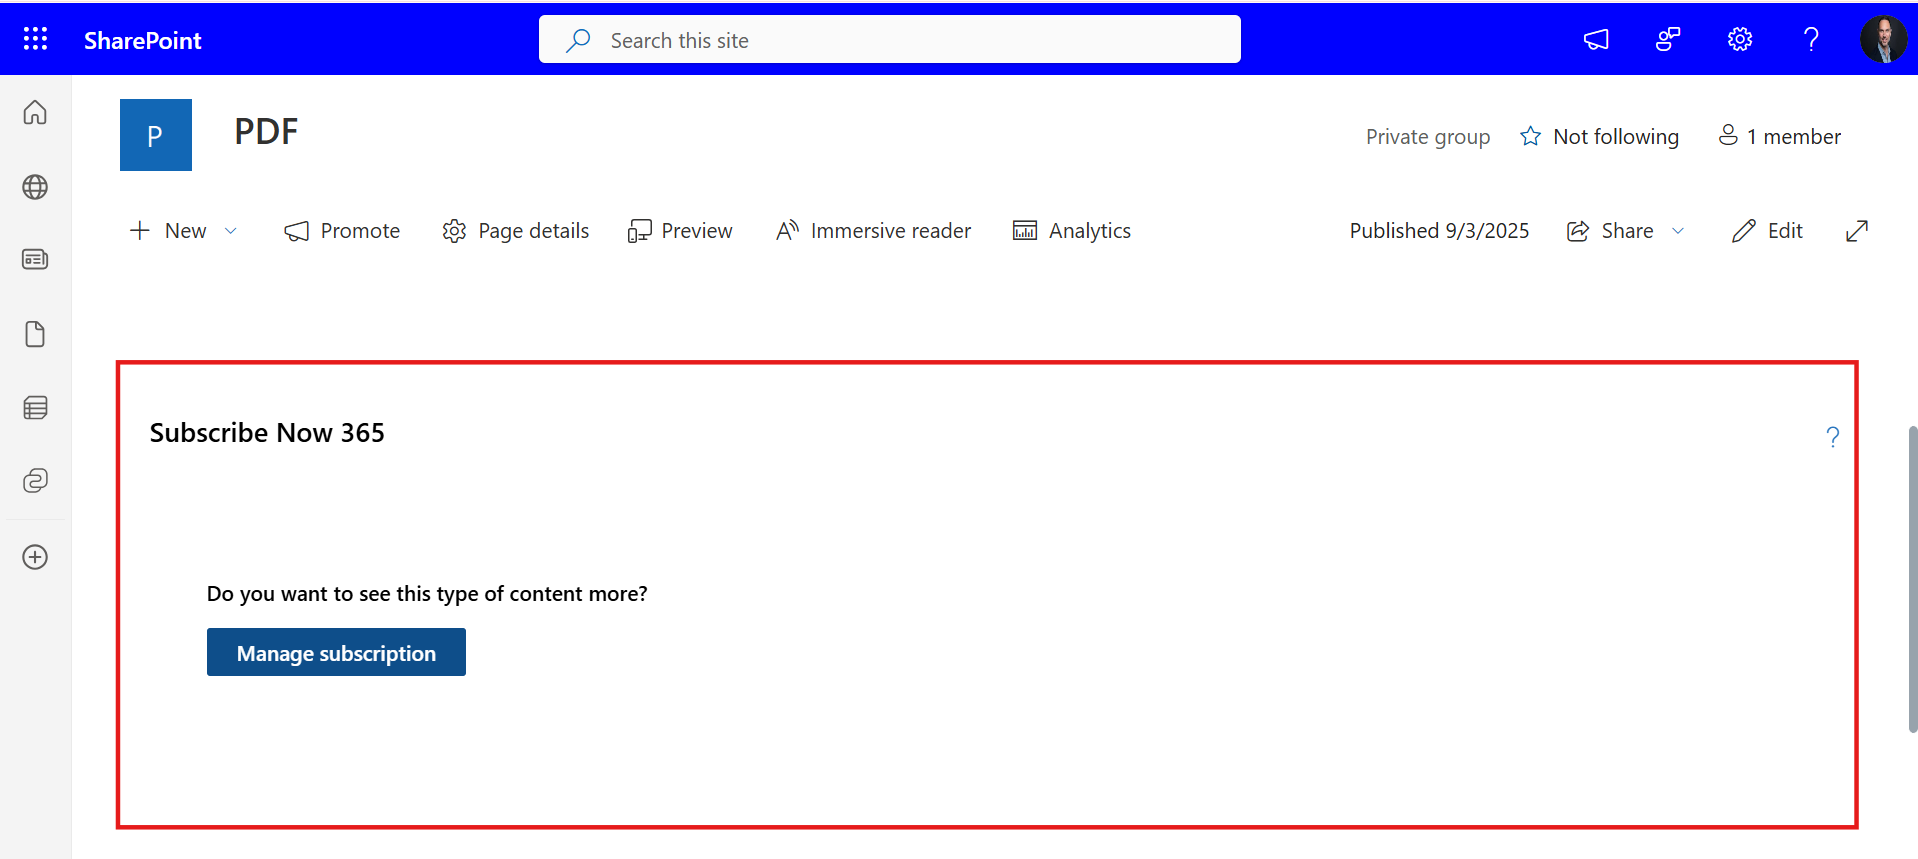 SharePoint
Search this site
?
P
PDF
Private group
Not following
1 member
New
Promote
Page details
Preview
Immersive reader
Analytics
Published 9/3/2025
Share
Edit
Subscribe Now 365
?
Do you want to see this type of content more?
Manage subscription